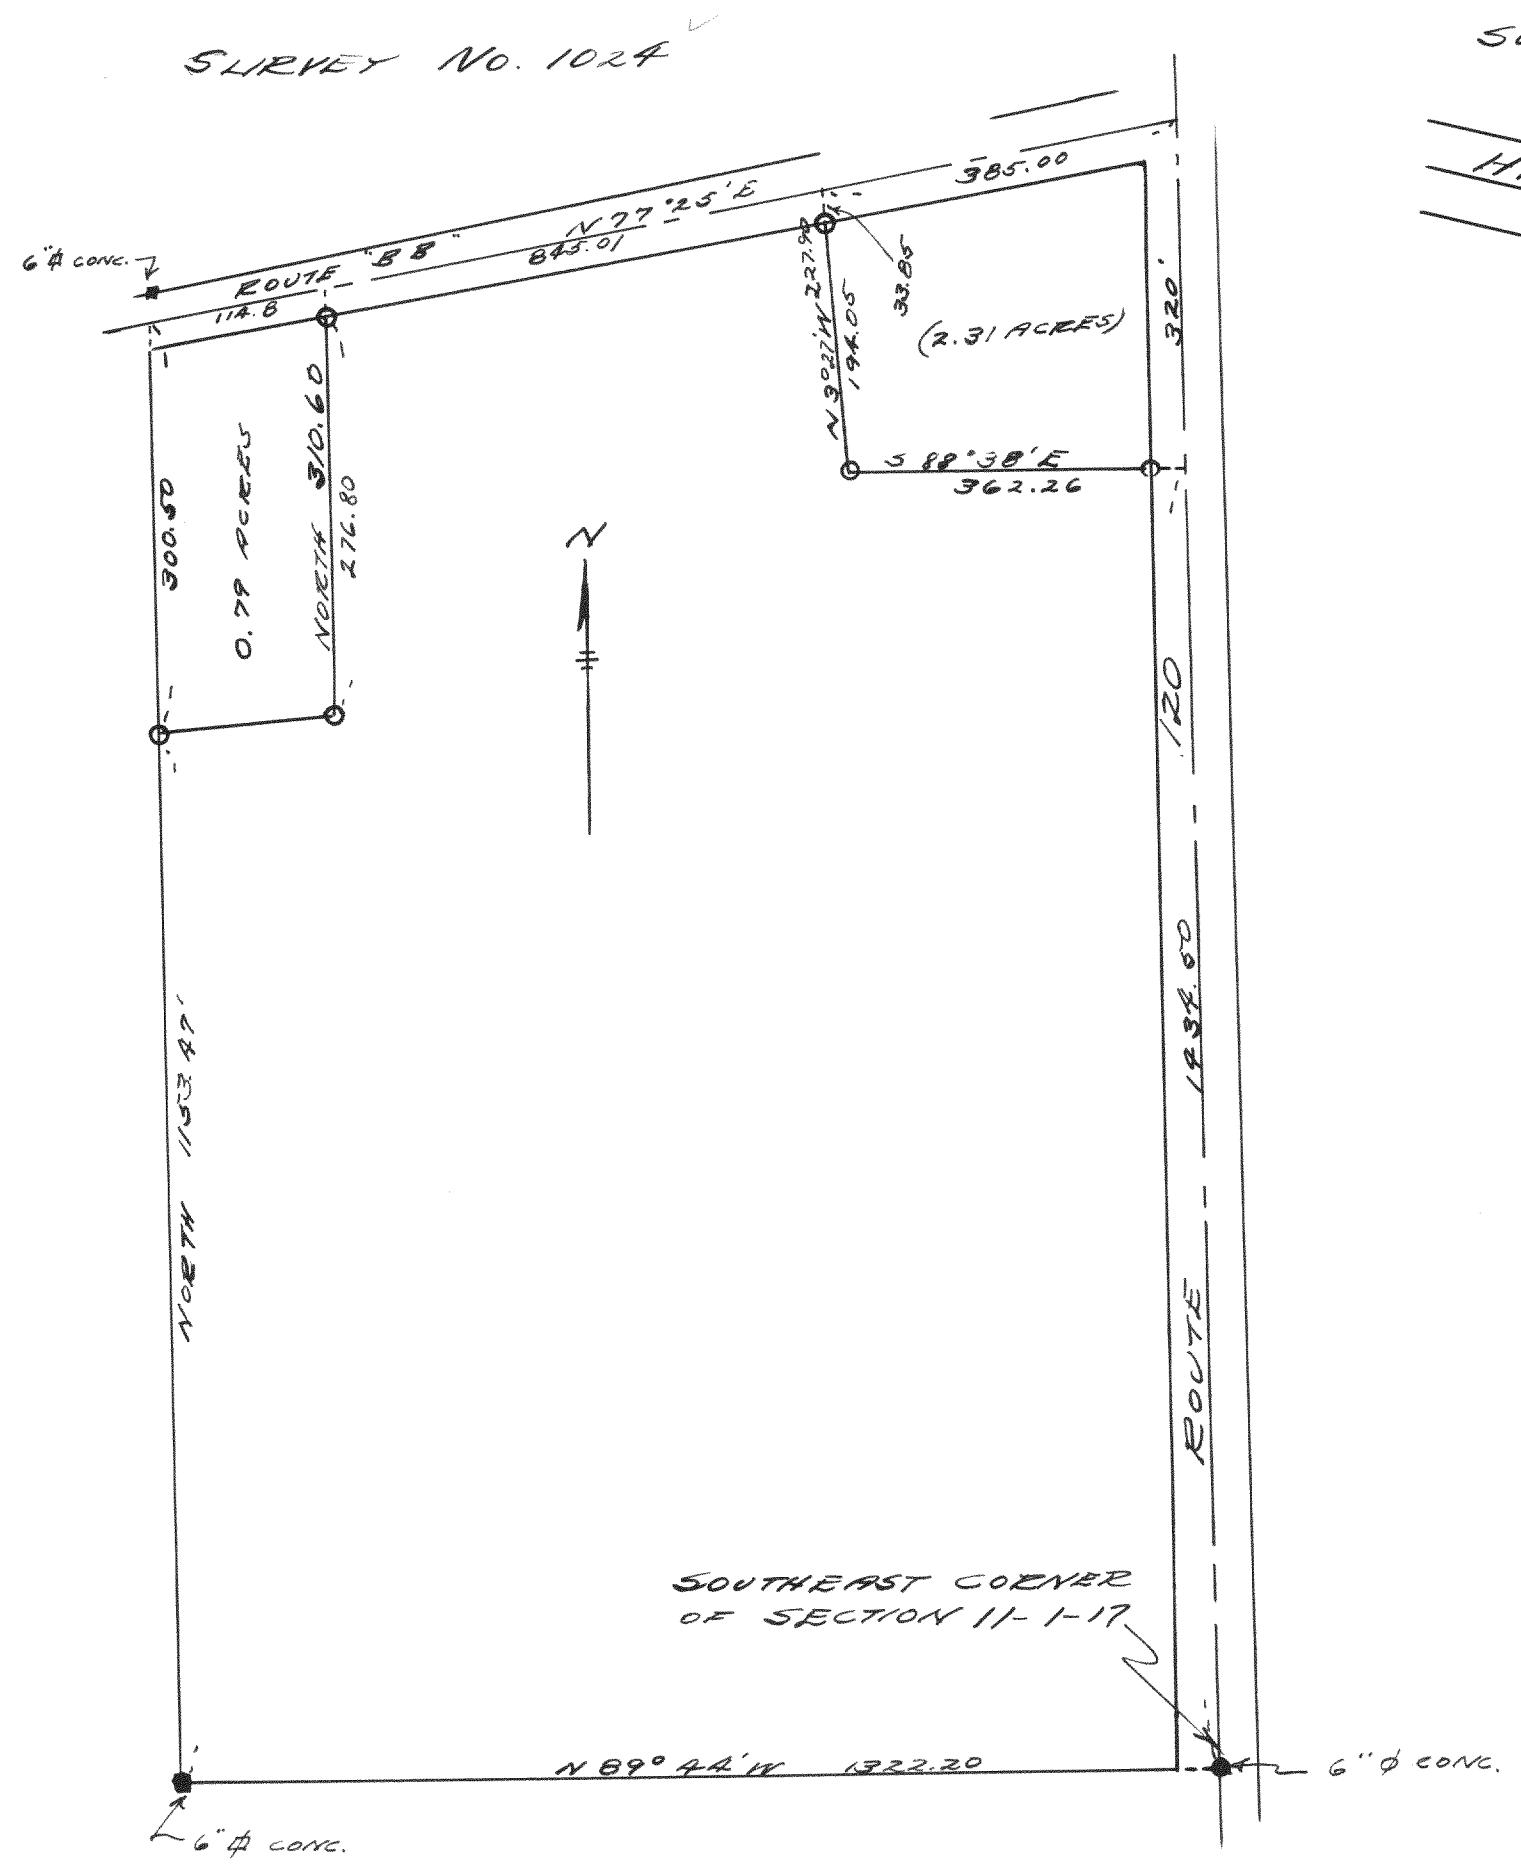 SURVEY No. 1024
385.00
N 77°25'E
845.01
ROUTE "BB"
114.8
6"⏀ CONC.
N 3°27'W 227.90
194.05
33.85
(2.31 ACRES)
320'
S 88°38'E
362.26
300.50
0.79 ACRES
NORTH 310.60
276.80
N
ROUTE 1434.50 120
NORTH 1153.47'
SOUTHEAST CORNER
OF SECTION 11-1-17
N 89°44'W 1322.20
6"⏀ CONC.
6"⏀ CONC.